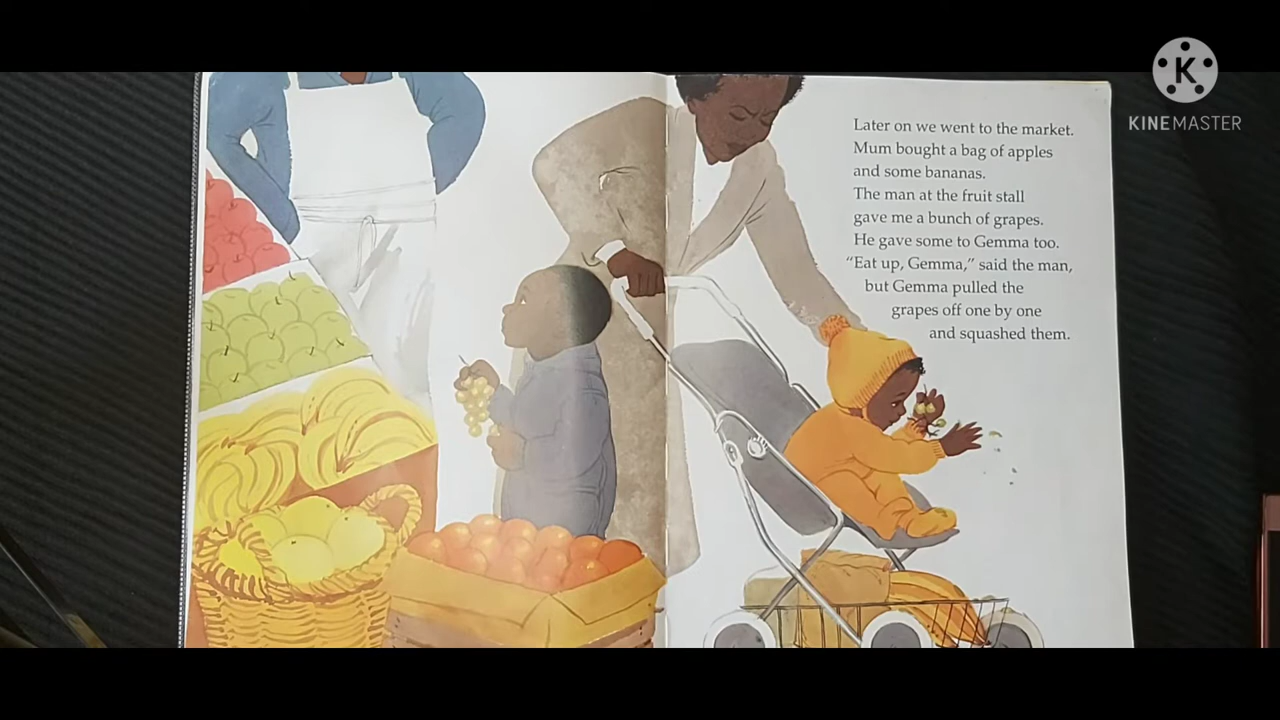 KINEMASTER
Later on we went to the market.
Mum bought a bag of apples
and some bananas.
The man at the fruit stall
gave me a bunch of grapes.
He gave some to Gemma too.
“Eat up, Gemma,” said the man,
but Gemma pulled the
grapes off one by one
and squashed them.